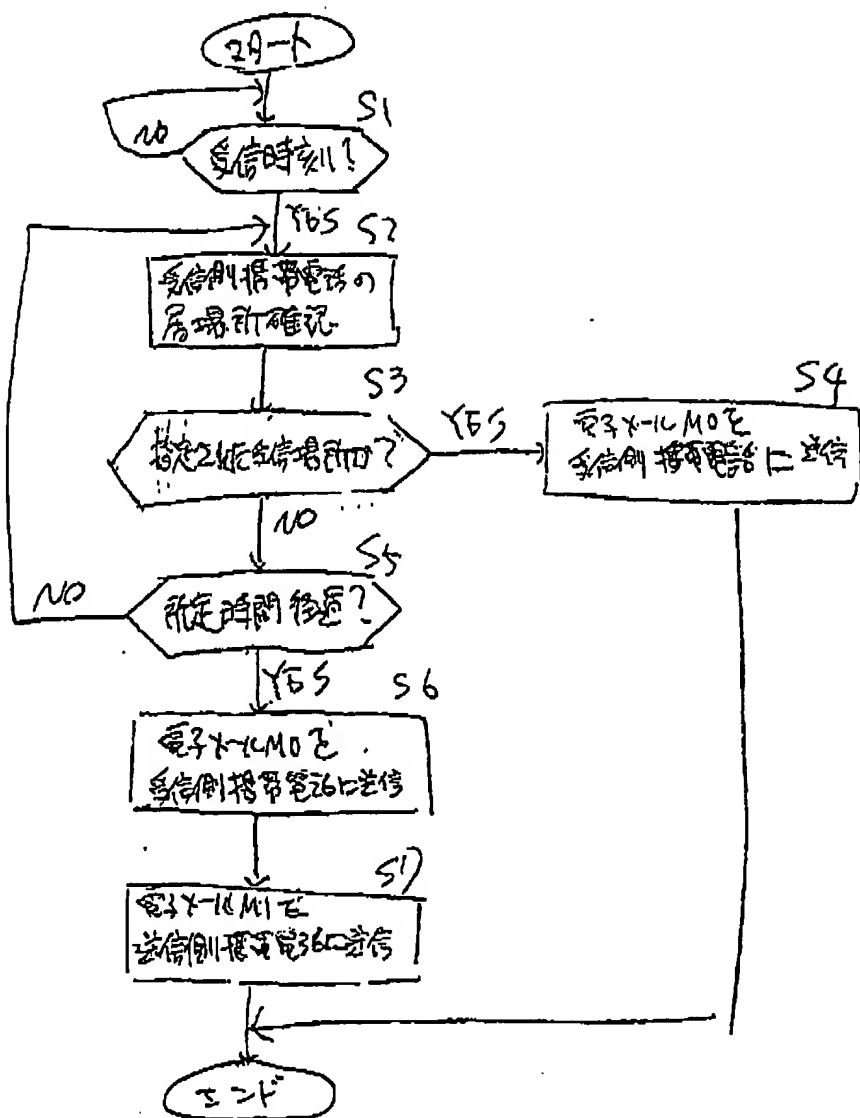 スタート
S1
NO
受信時刻?
YES
S2
受信側携帯電話の
居場所確認
S3
指定された受信場所か?
YES
S4
電子メールM0を
受信側携帯電話に送信
NO
S5
所定時間経過?
NO
YES
S6
電子メールM0を
受信側携帯電話に送信
S7
電子メールM1を
送信側携帯電話に送信
エンド